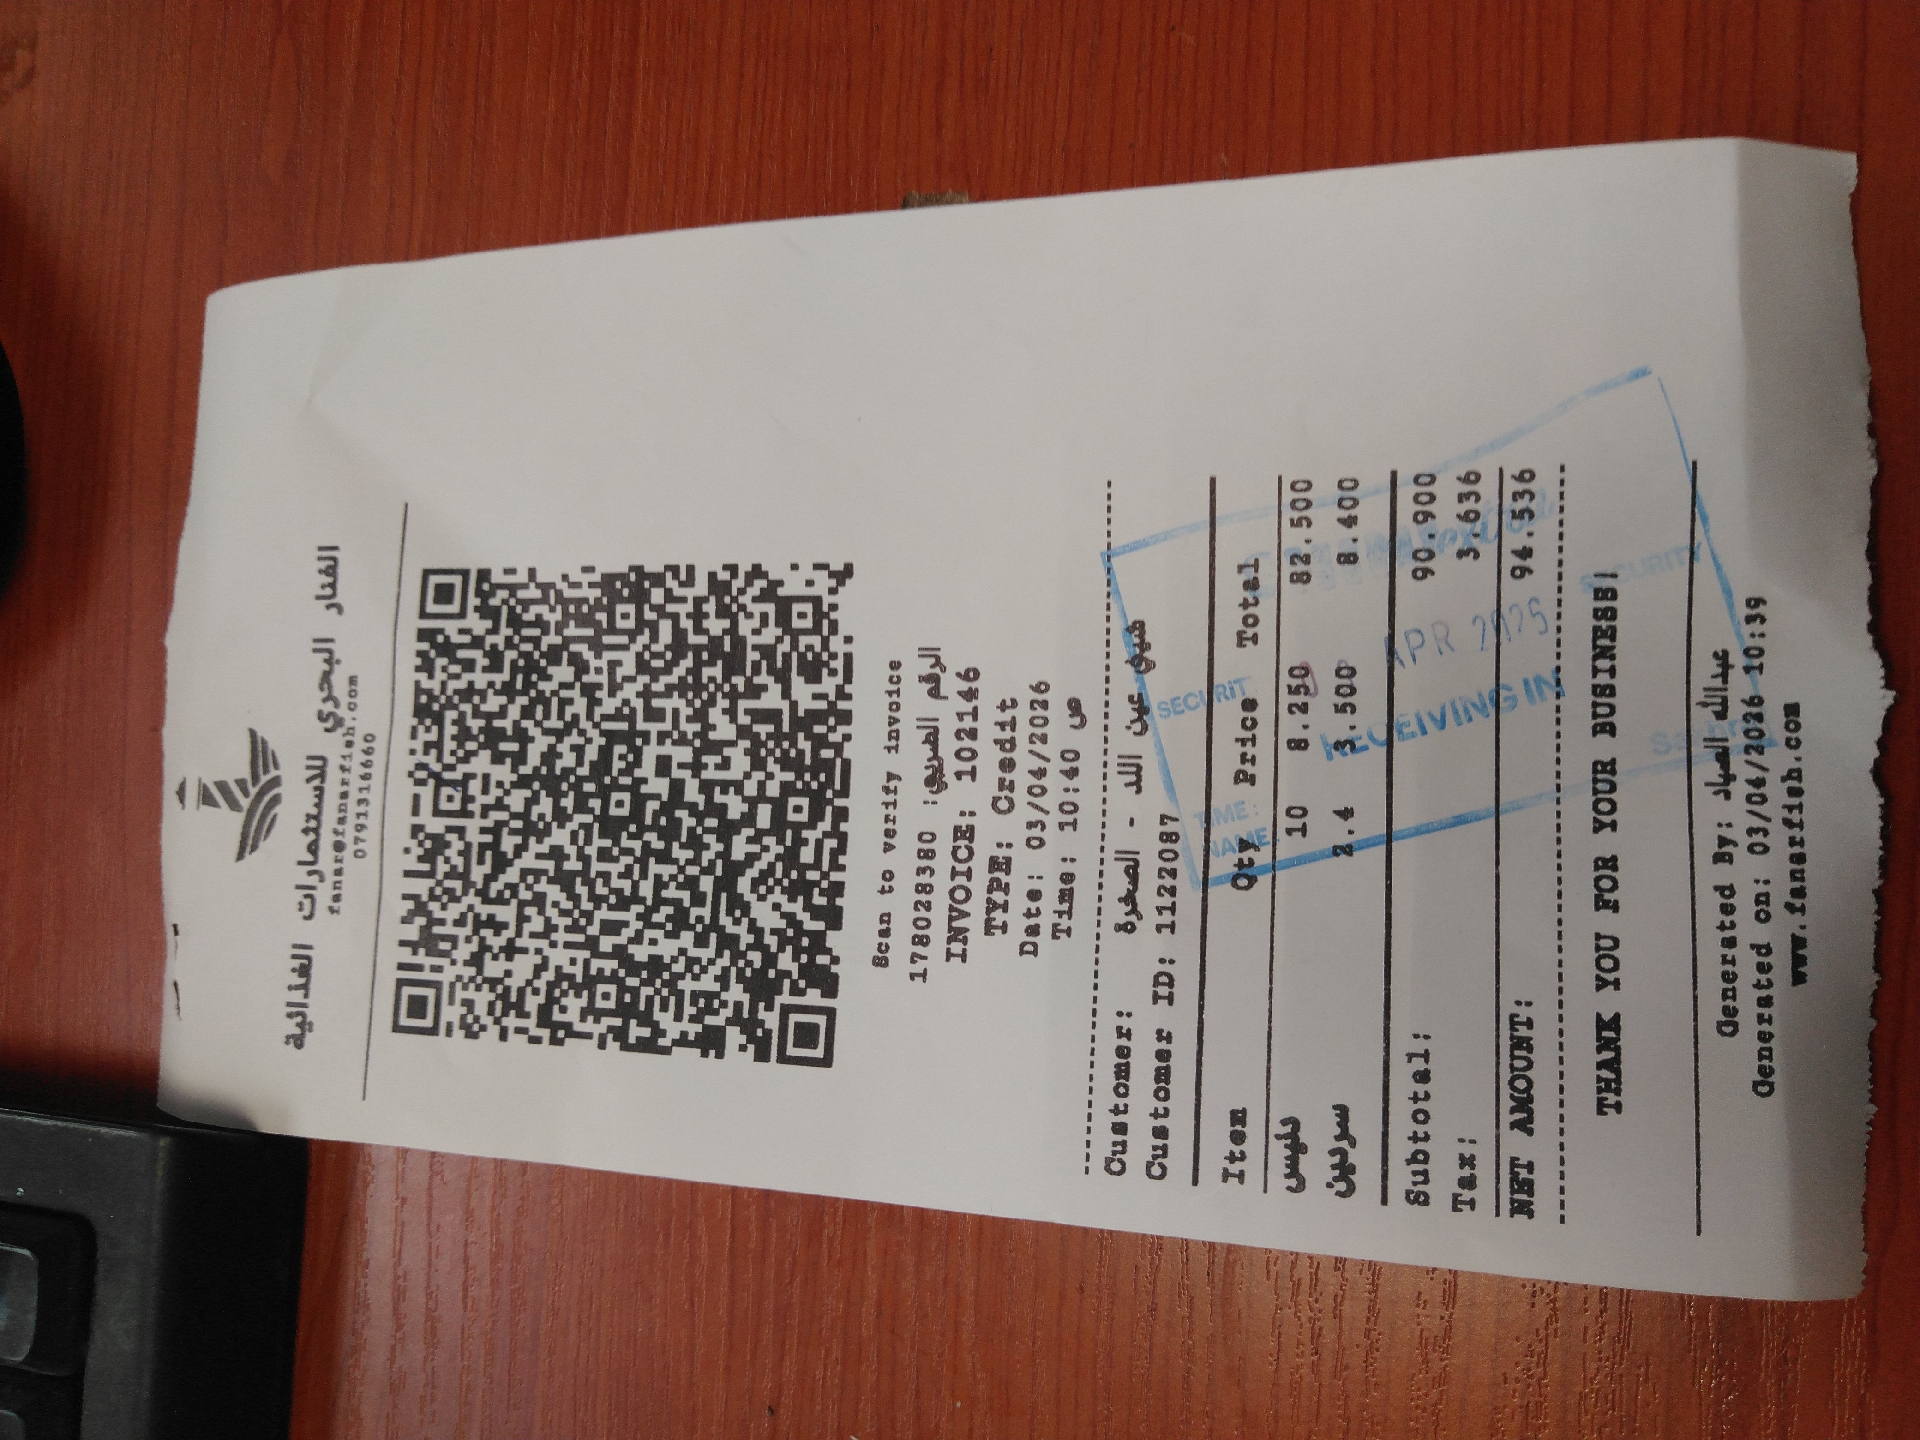 الفنار البحري للاستثمارات الغذائية
fanar@fanarfish.com
0791316660
Scan to verify invoice
الرقم الضريبي: 178028380
INVOICE: 102146
TYPE: Credit
Date: 03/04/2026
Time: 10:40 ص
Customer: الصخرة - عين الله
Customer ID: 1122087
Item Qty Price Total
دنيس 10 8.250 82.500
سردين 2.4 3.500 8.400
Subtotal: 90.900
Tax: 3.636
NET AMOUNT: 94.536
THANK YOU FOR YOUR BUSINESS!
Generated By: عبدالله الصياد
Generated on: 03/04/2026 10:39
www.fanarfish.com
SECURIT
TIME:
NAME
APR
RECEIVING IN
SECURITY